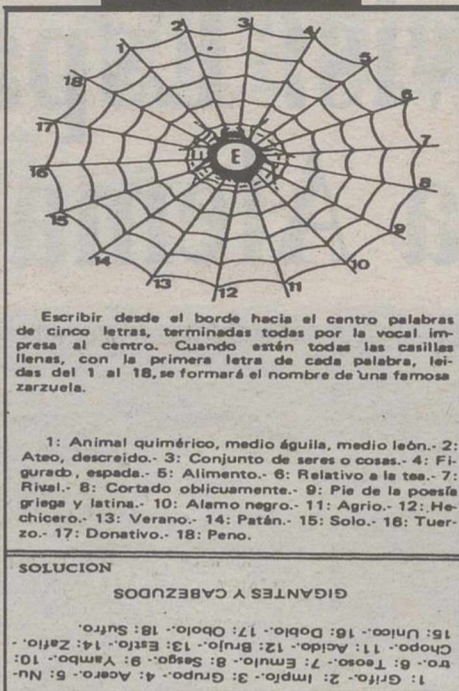 1
2
3
4
5
6
7
8
9
10
11
12
13
14
15
16
17
18
E
Escribir desde el borde hacia el centro palabras
de cinco letras, terminadas todas por la vocal im-
presa al centro. Cuando estén todas las casillas
llenas, con la primera letra de cada palabra, leí-
das del 1 al 18, se formará el nombre de una famosa
zarzuela.
1: Animal quimérico, medio águila, medio león.- 2:
Ateo, descreido.- 3: Conjunto de seres o cosas.- 4: Fi-
gurado, espada.- 5: Alimento.- 6: Relativo a la tea.- 7:
Rival.- 8: Cortado oblicuamente.- 9: Pie de la poesía
griega y latina.- 10: Alamo negro.- 11: Agrio.- 12: He-
chicero.- 13: Verano.- 14: Patán.- 15: Solo.- 16: Tuer-
zo.- 17: Donativo.- 18: Peno.
SOLUCION
1: Grifo.- 2: Impío.- 3: Grupo.- 4: Acero.- 5: Nu-
tro.- 6: Teoso.- 7: Emulo.- 8: Sesgo.- 9: Yambo.- 10:
Chopo.- 11: Acido.- 12: Brujo.- 13: Estío.- 14: Zafio.-
15: Unico.- 16: Doblo.- 17: Obolo.- 18: Sufro.
GIGANTES Y CABEZUDOS